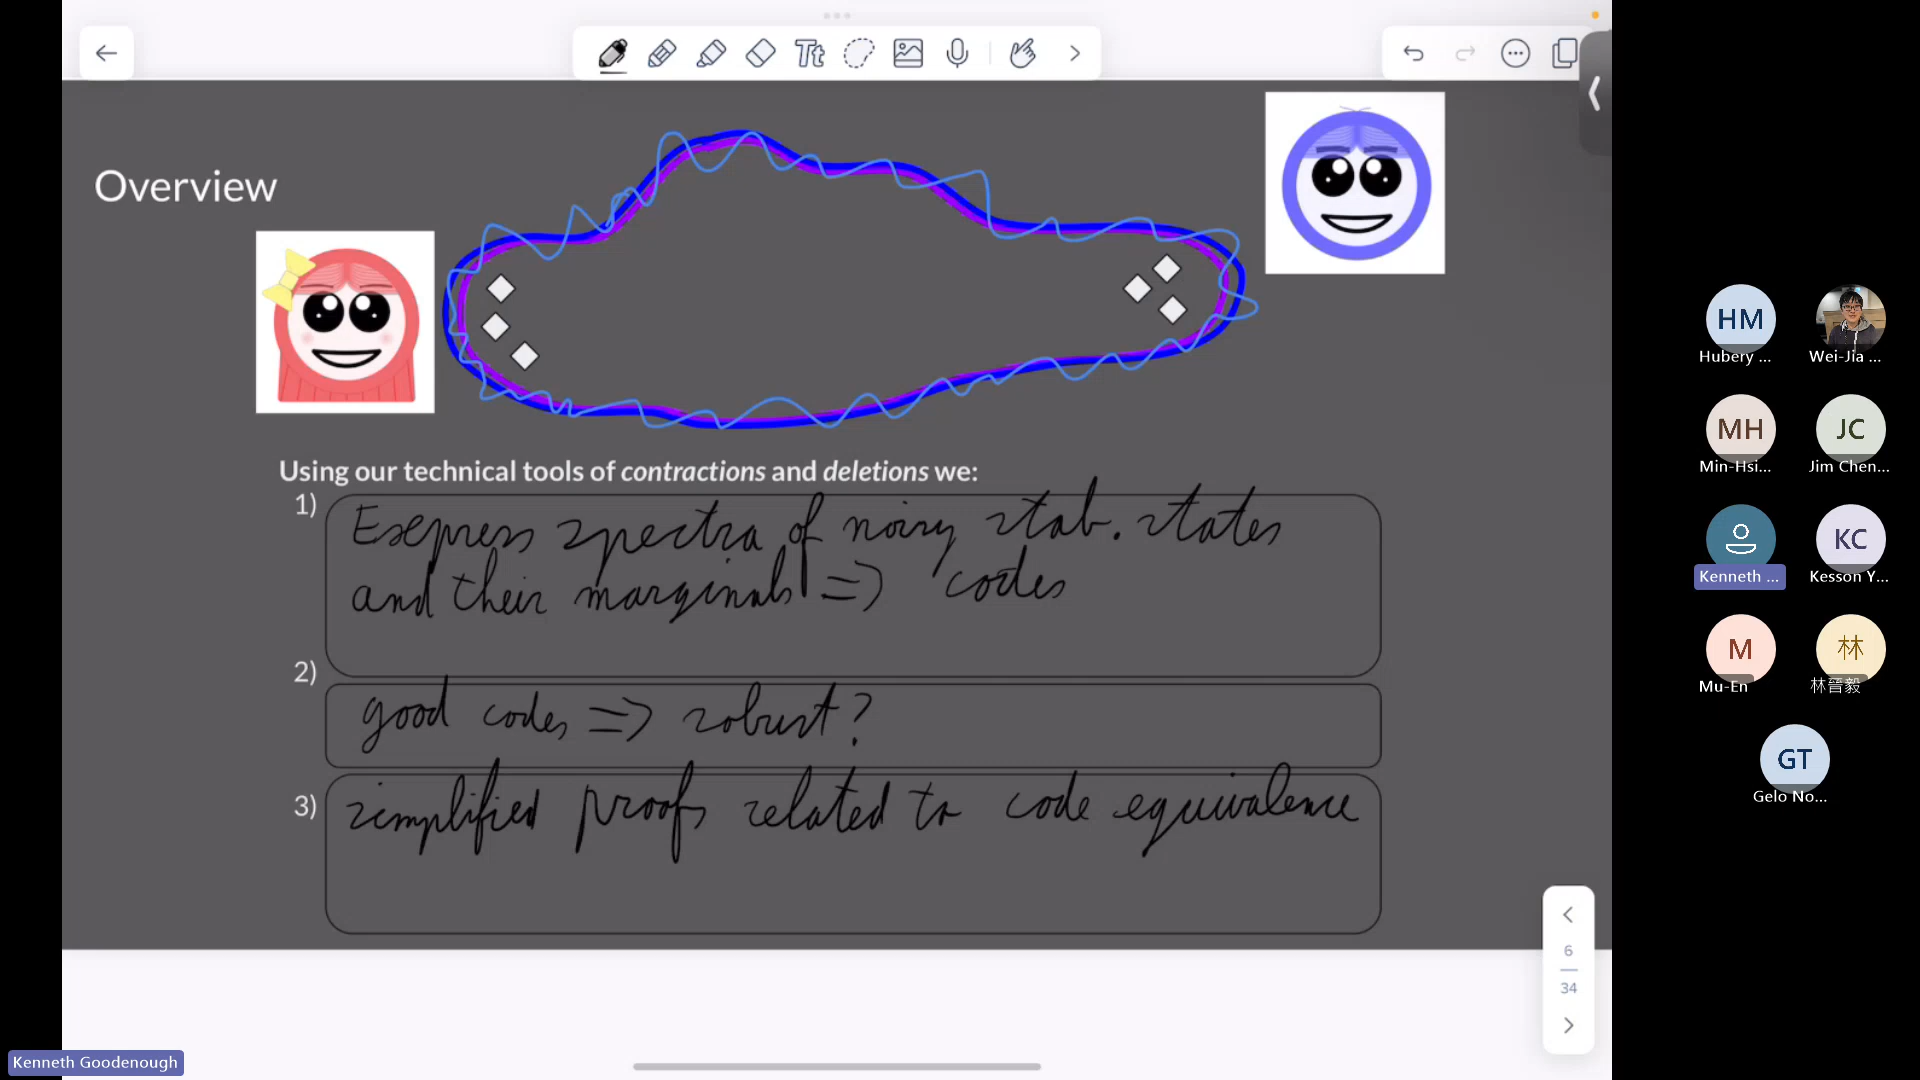 Tt
Overview
Using our technical tools of contractions and deletions we:
1)
Express spectra of noisy stab. states
and their marginals => codes
2)
good codes => robust?
3)
simplified proofs related to code equivalence
6
34
HM
Hubery ...
Wei-Jia ...
MH
Min-Hsi...
JC
Jim Chen...
Kenneth ...
KC
Kesson Y...
M
Mu-En
林
林晉毅
GT
Gelo No...
Kenneth Goodenough